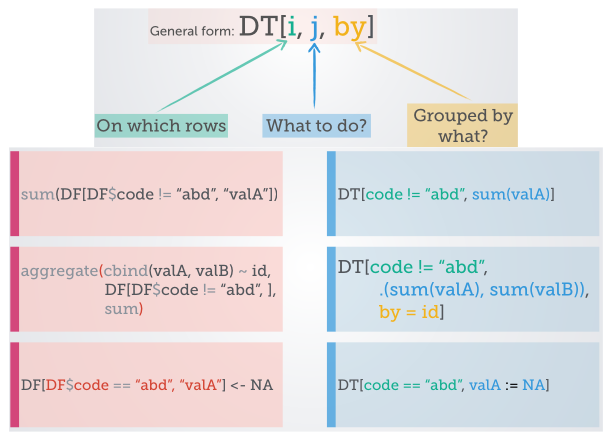 General form: DT[i, j, by]
On which rows
What to do?
Grouped by
what?
sum(DF[DF$code != “abd”, “valA”])
DT[code != “abd”, sum(valA)]
aggregate(cbind(valA, valB) ~ id,
DF[DF$code != “abd”, ],
sum)
DT[code != “abd”,
.(sum(valA), sum(valB)),
by = id]
DF[DF$code == “abd”, “valA”] <- NA
DT[code == “abd”, valA := NA]